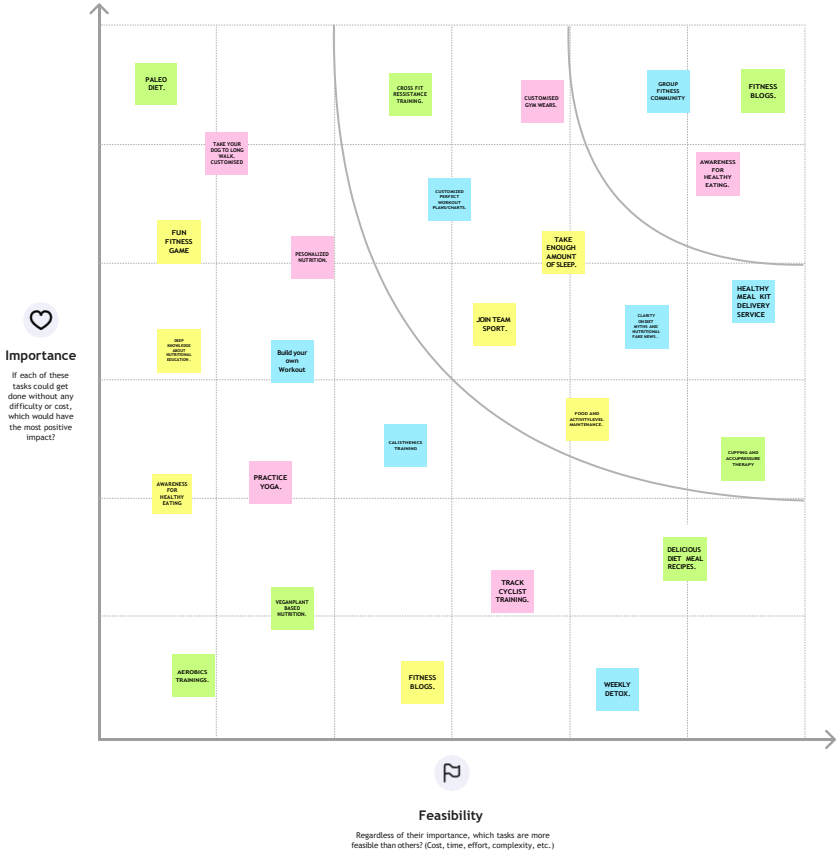 PALEO
DIET.
CROSS FIT
RESSISTANCE
TRAINING.
CUSTOMISED
GYM WEARS.
GROUP
FITNESS
COMMUNITY
FITNESS
BLOGS.
TAKE YOUR
DOG TO LONG
WALK.
CUSTOMISED
AWARENESS
FOR
HEALTHY
EATING.
CUSTOMIZED
PERFECT
WORKOUT
PLANS/CHARTS.
FUN
FITNESS
GAME
PESONALIZED
NUTRITION.
TAKE
ENOUGH
AMOUNT
OF SLEEP.
HEALTHY
MEAL KIT
DELIVERY
SERVICE
JOIN TEAM
SPORT.
CLARITY
ON DIET
MYTHS AND
NUTRITIONAL
FAKE NEWS .
DEEP
KNOWLEDGE
ABOUT
NUTRITIONAL
EDUCATION .
Build your
own
Workout
Importance
If each of these
tasks could get
done without any
difficulty or cost,
which would have
the most positive
impact?
FOOD AND
ACTIVITYLEVEL
MAINTENANCE.
CALISTHENICS
TRAINING
CUPPING AND
ACCUPRESSURE
THERAPY
PRACTICE
YOGA.
AWARENESS
FOR
HEALTHY
EATING
DELICIOUS
DIET MEAL
RECIPES.
TRACK
CYCLIST
TRAINING.
VEGANPLANT
BASED
NUTRITION.
AEROBICS
TRAININGS.
FITNESS
BLOGS.
WEEKLY
DETOX.
Feasibility
Regardless of their importance, which tasks are more
feasible than others? (Cost, time, effort, complexity, etc.)